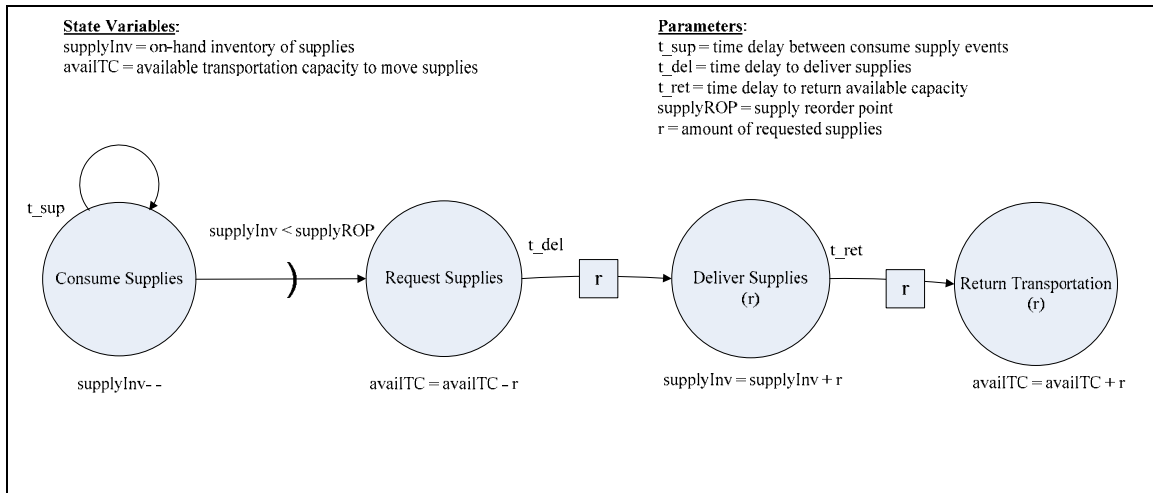 State Variables:
supplyInv = on-hand inventory of supplies
availTC = available transportation capacity to move supplies
Parameters:
t_sup = time delay between consume supply events
t_del = time delay to deliver supplies
t_ret = time delay to return available capacity
supplyROP = supply reorder point
r = amount of requested supplies
t_sup
supplyInv < supplyROP
t_del
t_ret
Consume Supplies
)
Request Supplies
r
Deliver Supplies
(r)
r
Return Transportation
(r)
supplyInv- -
availTC = availTC – r
supplyInv = supplyInv + r
availTC = availTC + r